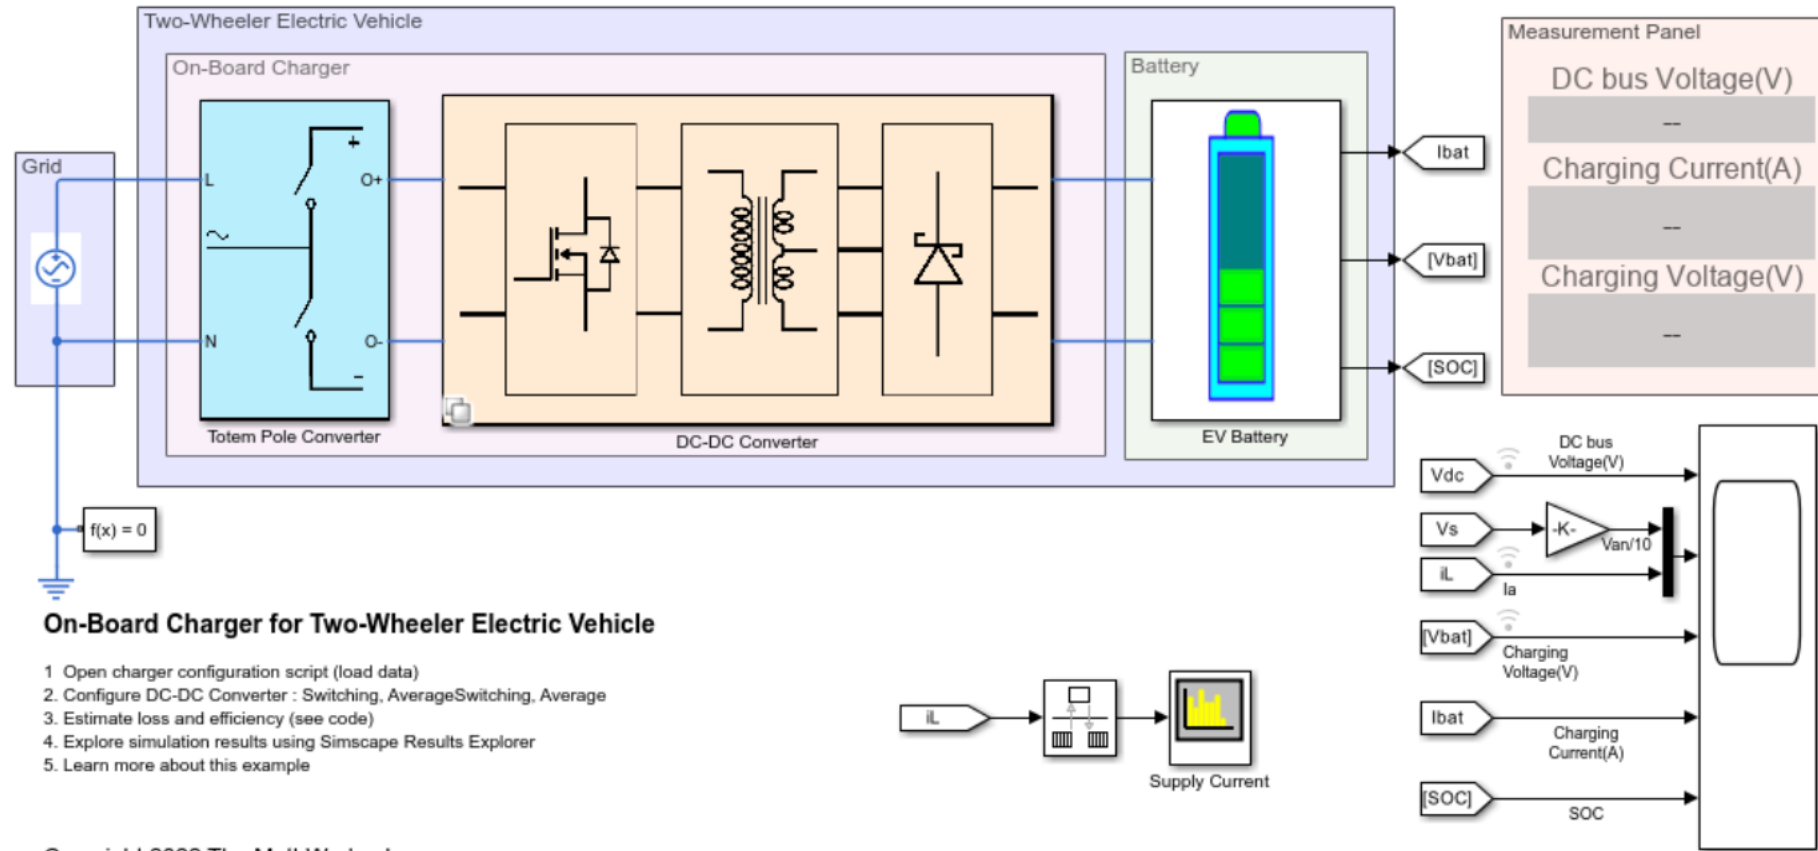 Two-Wheeler Electric Vehicle
On-Board Charger
Battery
Measurement Panel
DC bus Voltage(V)
--
Charging Current(A)
--
Charging Voltage(V)
--
Grid
L
O+
N
O-
+
−
Totem Pole Converter
DC-DC Converter
EV Battery
Ibat
[Vbat]
[SOC]
f(x) = 0
Vdc
DC bus
Voltage(V)
Vs
-K-
Van/10
iL
Ia
[Vbat]
Charging
Voltage(V)
Ibat
Charging
Current(A)
[SOC]
SOC
On-Board Charger for Two-Wheeler Electric Vehicle
1 Open charger configuration script (load data)
2. Configure DC-DC Converter : Switching, AverageSwitching, Average
3. Estimate loss and efficiency (see code)
4. Explore simulation results using Simscape Results Explorer
5. Learn more about this example
iL
Supply Current